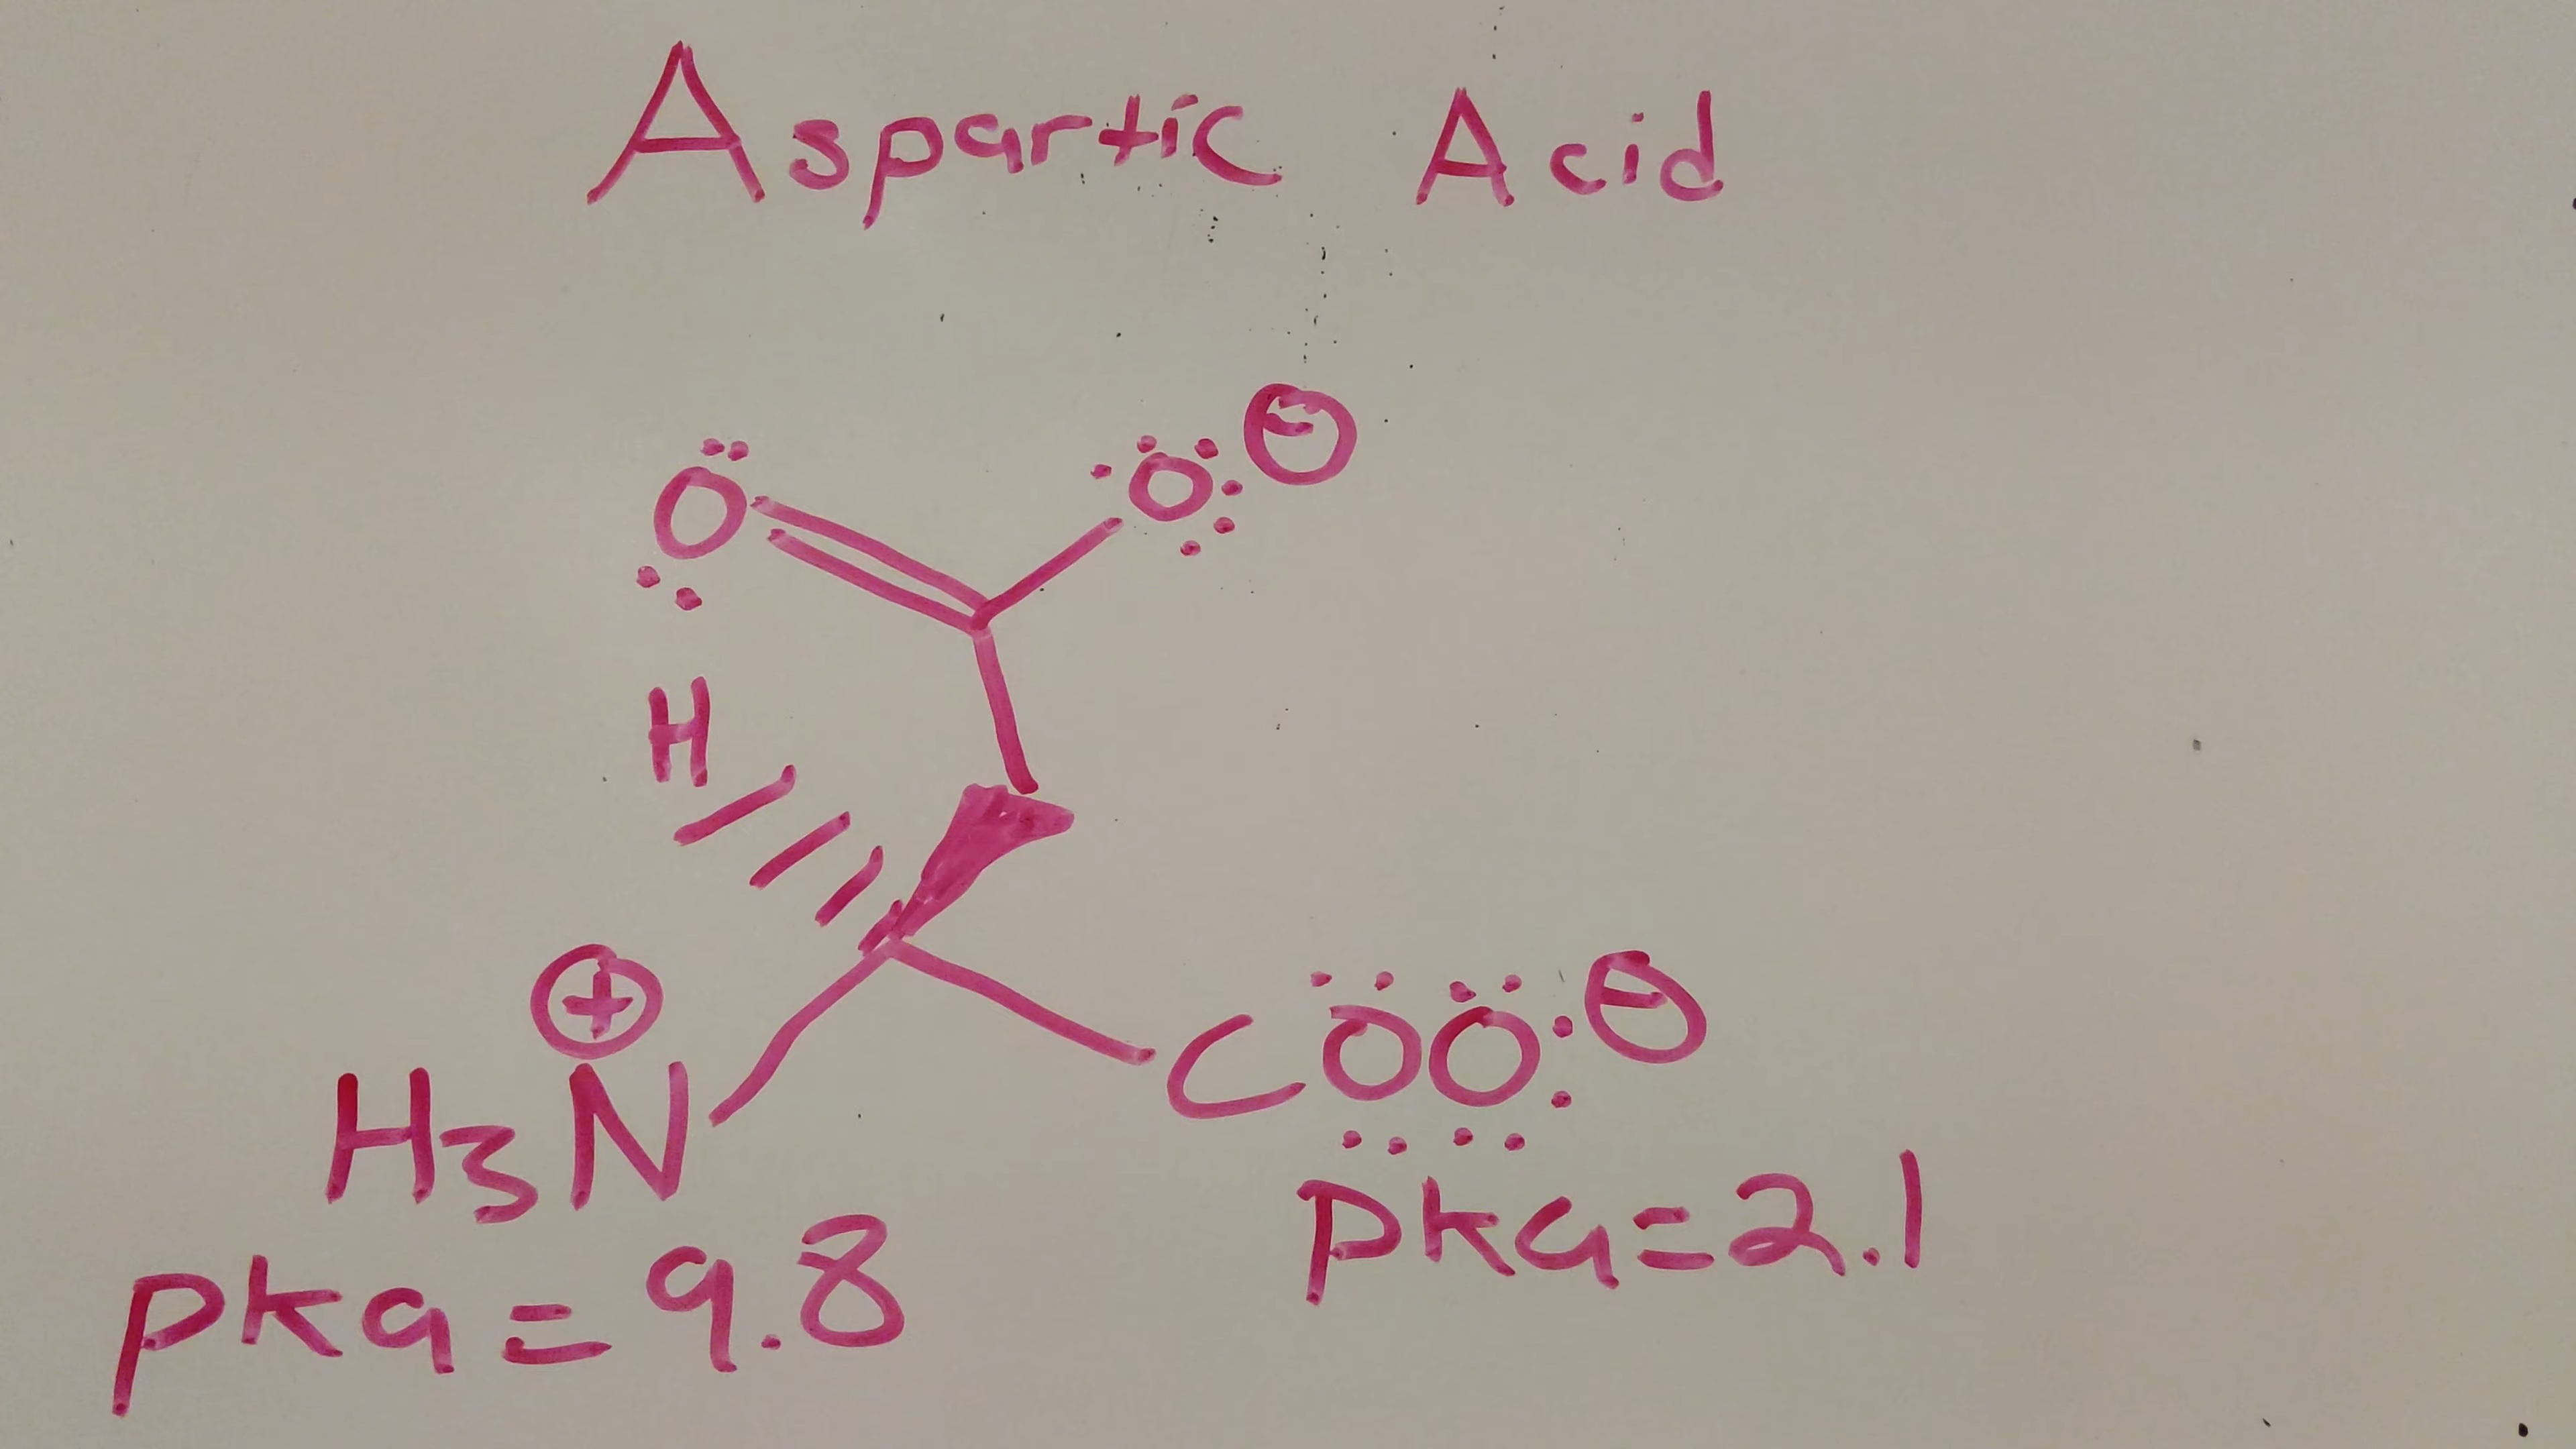 Aspartic Acid
O O ⊖
H
⊕
H3N COO ⊖
pka=2.1
pka=9.8